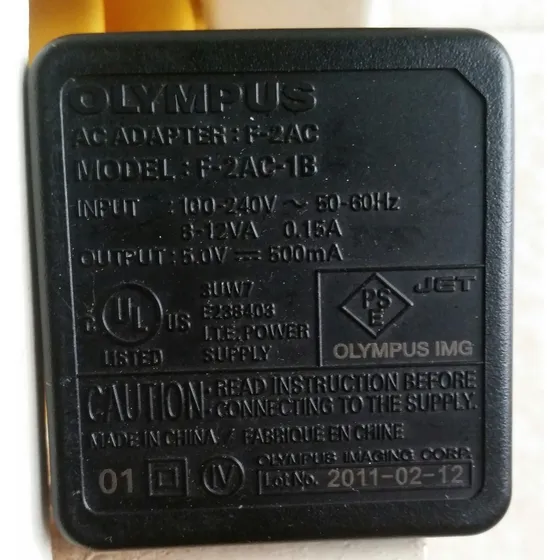 OLYMPUS
AC ADAPTER : F-2AC
MODEL : F-2AC-1B
INPUT : 100-240V ~ 50-60Hz
8-12VA 0.15A
OUTPUT : 5.0V ⎓ 500mA
C UL US
LISTED
3UW7
E238403
I.T.E. POWER
SUPPLY
PS
E
JET
OLYMPUS IMG
CAUTION : READ INSTRUCTION BEFORE
CONNECTING TO THE SUPPLY.
MADE IN CHINA / FABRIQUE EN CHINE
OLYMPUS IMAGING CORP.
01 IV Lot No. 2011-02-12